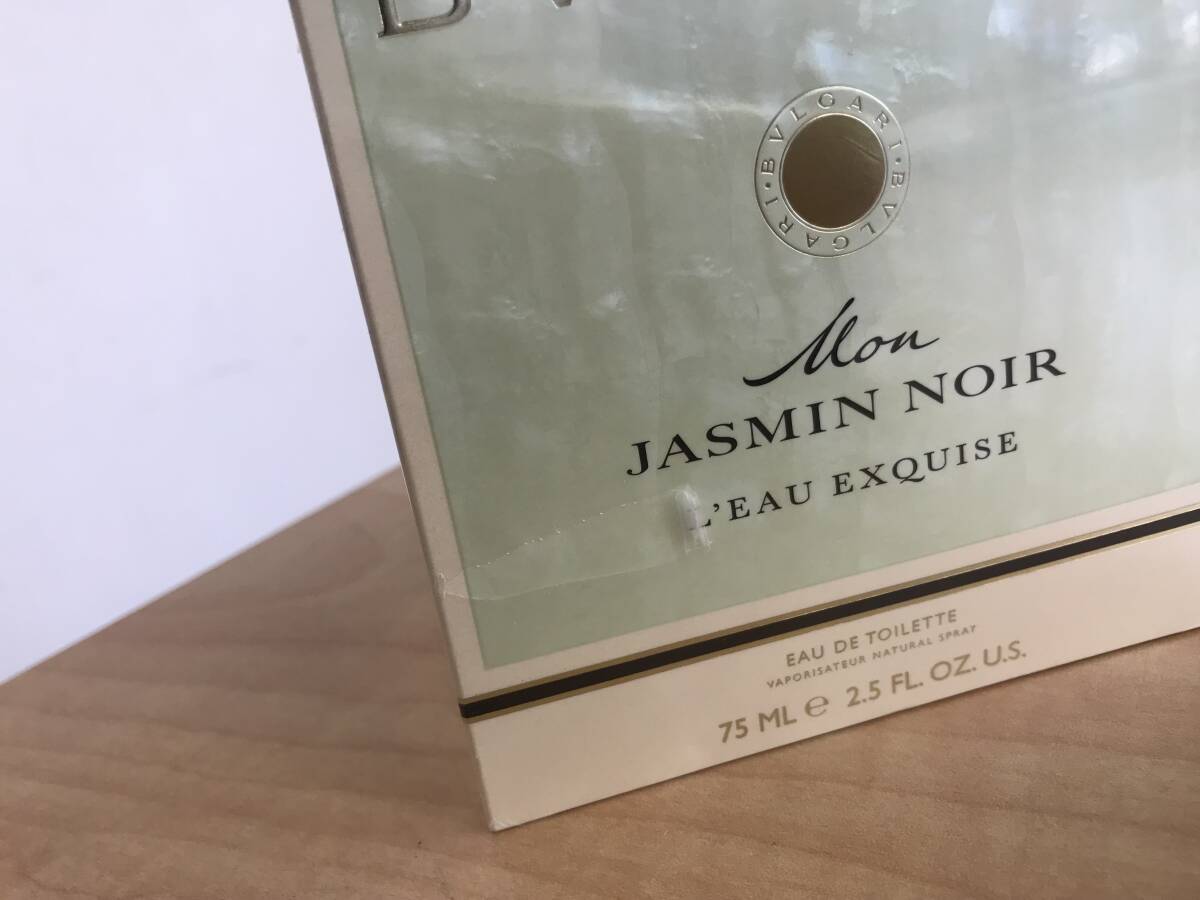 BVLGARI • BVLGARI •
Mon
JASMIN NOIR
L'EAU EXQUISE
EAU DE TOILETTE
VAPORISATEUR NATURAL SPRAY
75 ML ℮ 2.5 FL. OZ. U.S.